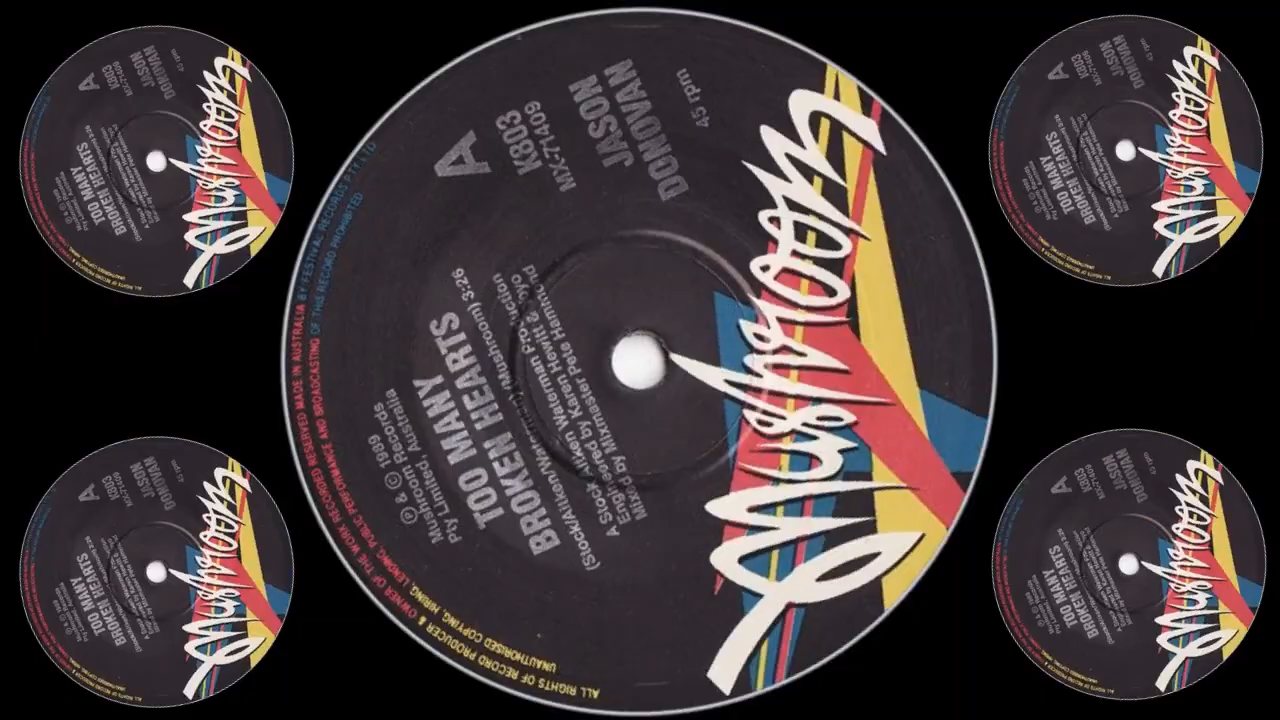 Mushroom
A
K803
MX-71409
JASON
DONOVAN
45 rpm
TOO MANY
BROKEN HEARTS
(Stock/Aitken/Waterman) (Mushroom) 3:26
A Stock Aitken Waterman Production
Engineered by Karen Hewitt & Yoyo
Mixed by Mixmaster Pete Hammond
Ⓟ & Ⓒ 1989
Mushroom Records
Pty Limited, Australia
ALL RIGHTS OF RECORD PRODUCER & OWNER OF THE WORK RECORDED RESERVED MADE IN AUSTRALIA BY FESTIVAL RECORDS PTY LTD
UNAUTHORISED COPYING, HIRING, LENDING, PUBLIC PERFORMANCE AND BROADCASTING OF THIS RECORD PROHIBITED